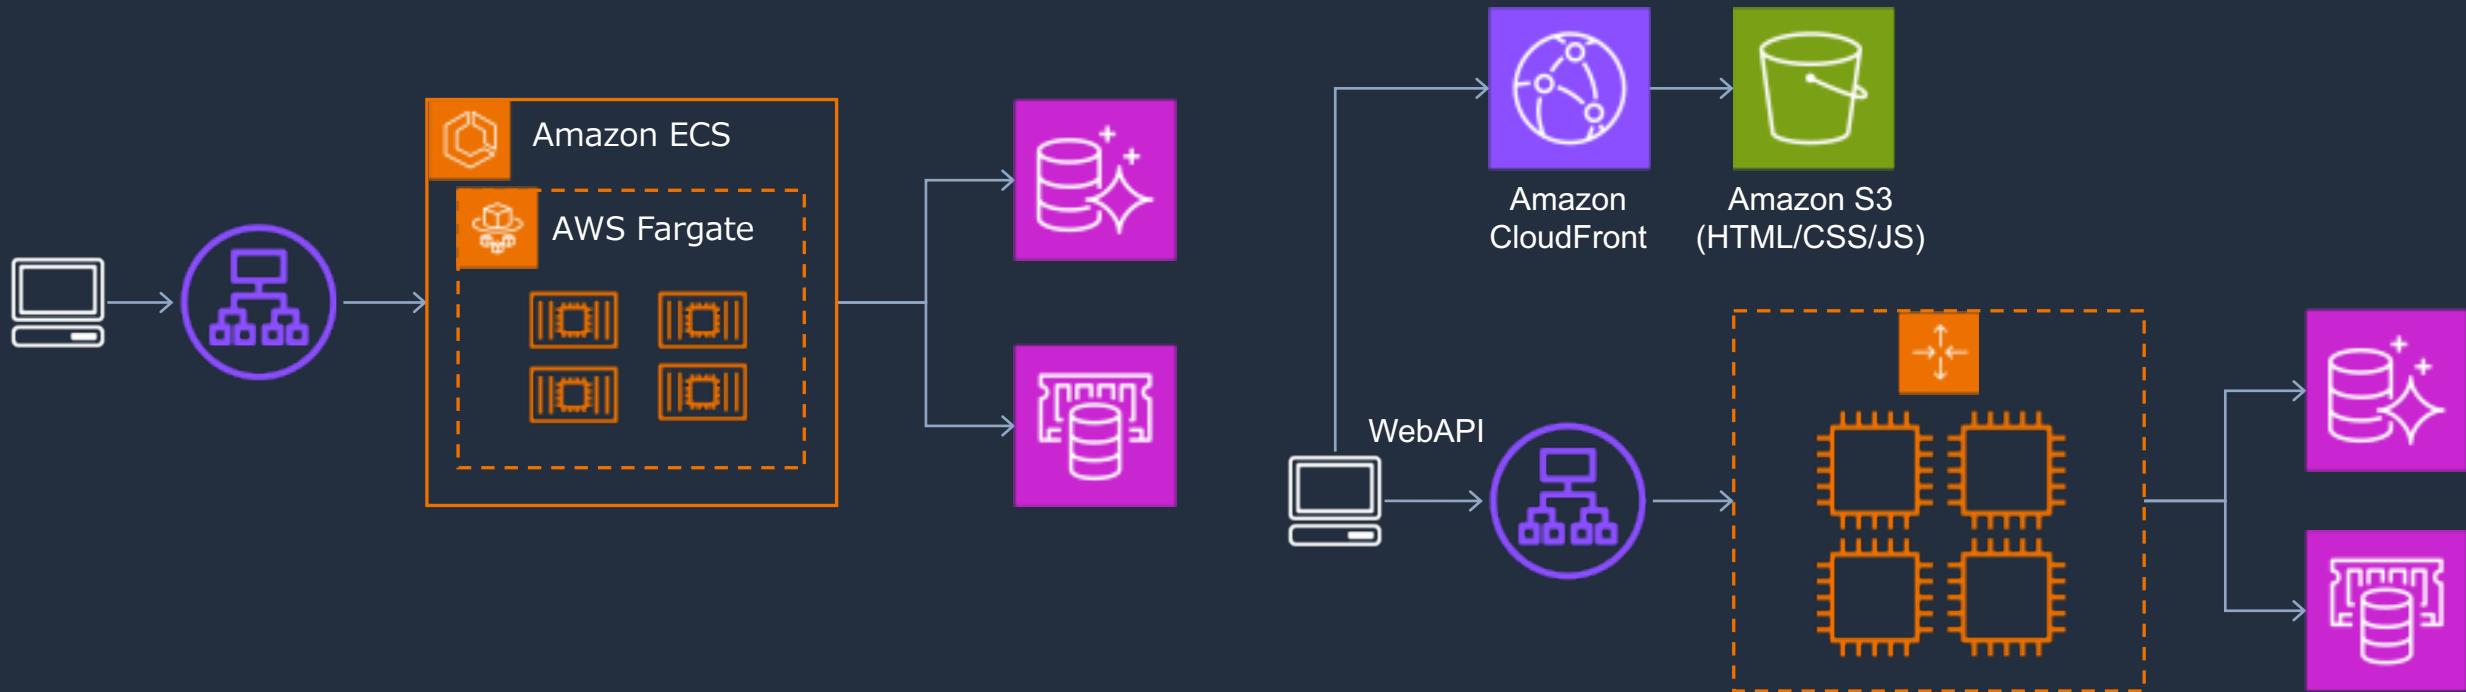 Amazon ECS
AWS Fargate
Amazon
CloudFront
Amazon S3
(HTML/CSS/JS)
WebAPI